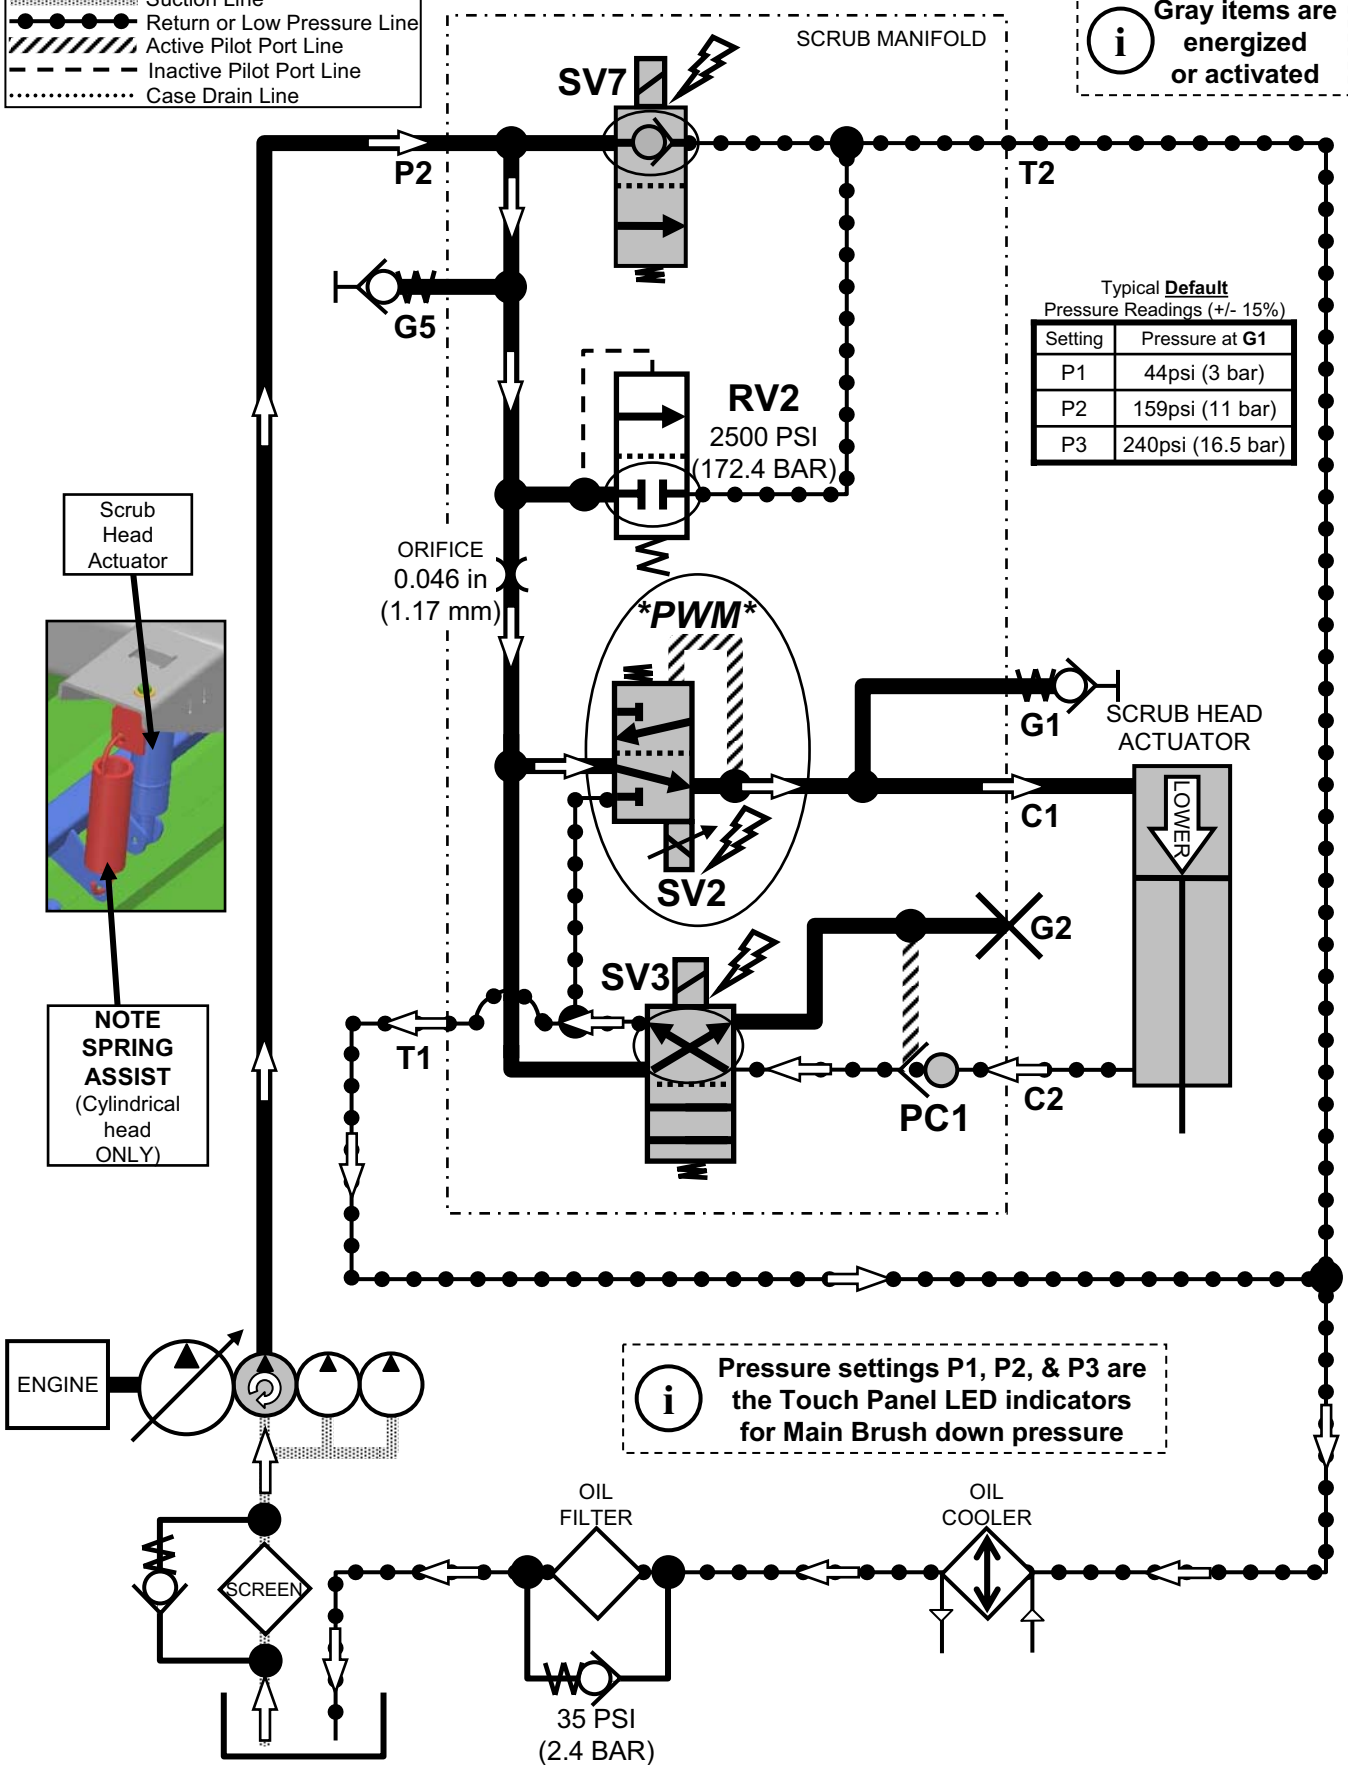 Suction Line
Return or Low Pressure Line
Active Pilot Port Line
Inactive Pilot Port Line
Case Drain Line
SCRUB MANIFOLD
i
Gray items are
energized
or activated
SV7
P2
T2
G5
Typical Default
Pressure Readings (+/- 15%)
Setting Pressure at G1
P1 44psi (3 bar)
P2 159psi (11 bar)
P3 240psi (16.5 bar)
RV2
2500 PSI
(172.4 BAR)
Scrub
Head
Actuator
ORIFICE
0.046 in
(1.17 mm)
*PWM*
G1
SCRUB HEAD
ACTUATOR
LOWER
C1
SV2
G2
SV3
NOTE
SPRING
ASSIST
(Cylindrical
head
ONLY)
T1
PC1
C2
ENGINE
i
Pressure settings P1, P2, & P3 are
the Touch Panel LED indicators
for Main Brush down pressure
OIL
FILTER
OIL
COOLER
SCREEN
35 PSI
(2.4 BAR)